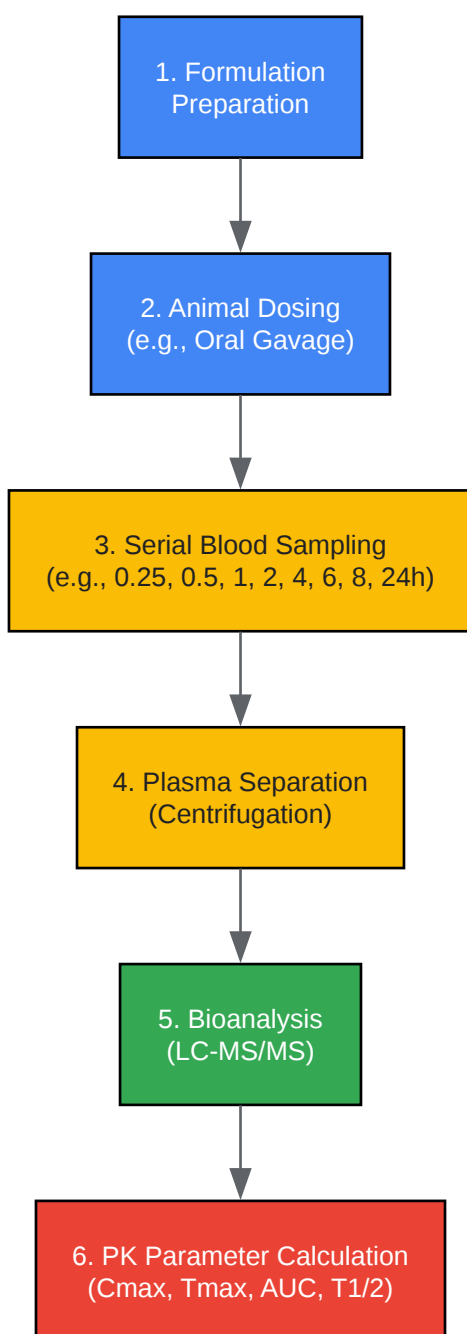 1. Formulation
Preparation
2. Animal Dosing
(e.g., Oral Gavage)
3. Serial Blood Sampling
(e.g., 0.25, 0.5, 1, 2, 4, 6, 8, 24h)
4. Plasma Separation
(Centrifugation)
5. Bioanalysis
(LC-MS/MS)
6. PK Parameter Calculation
(Cmax, Tmax, AUC, T1/2)